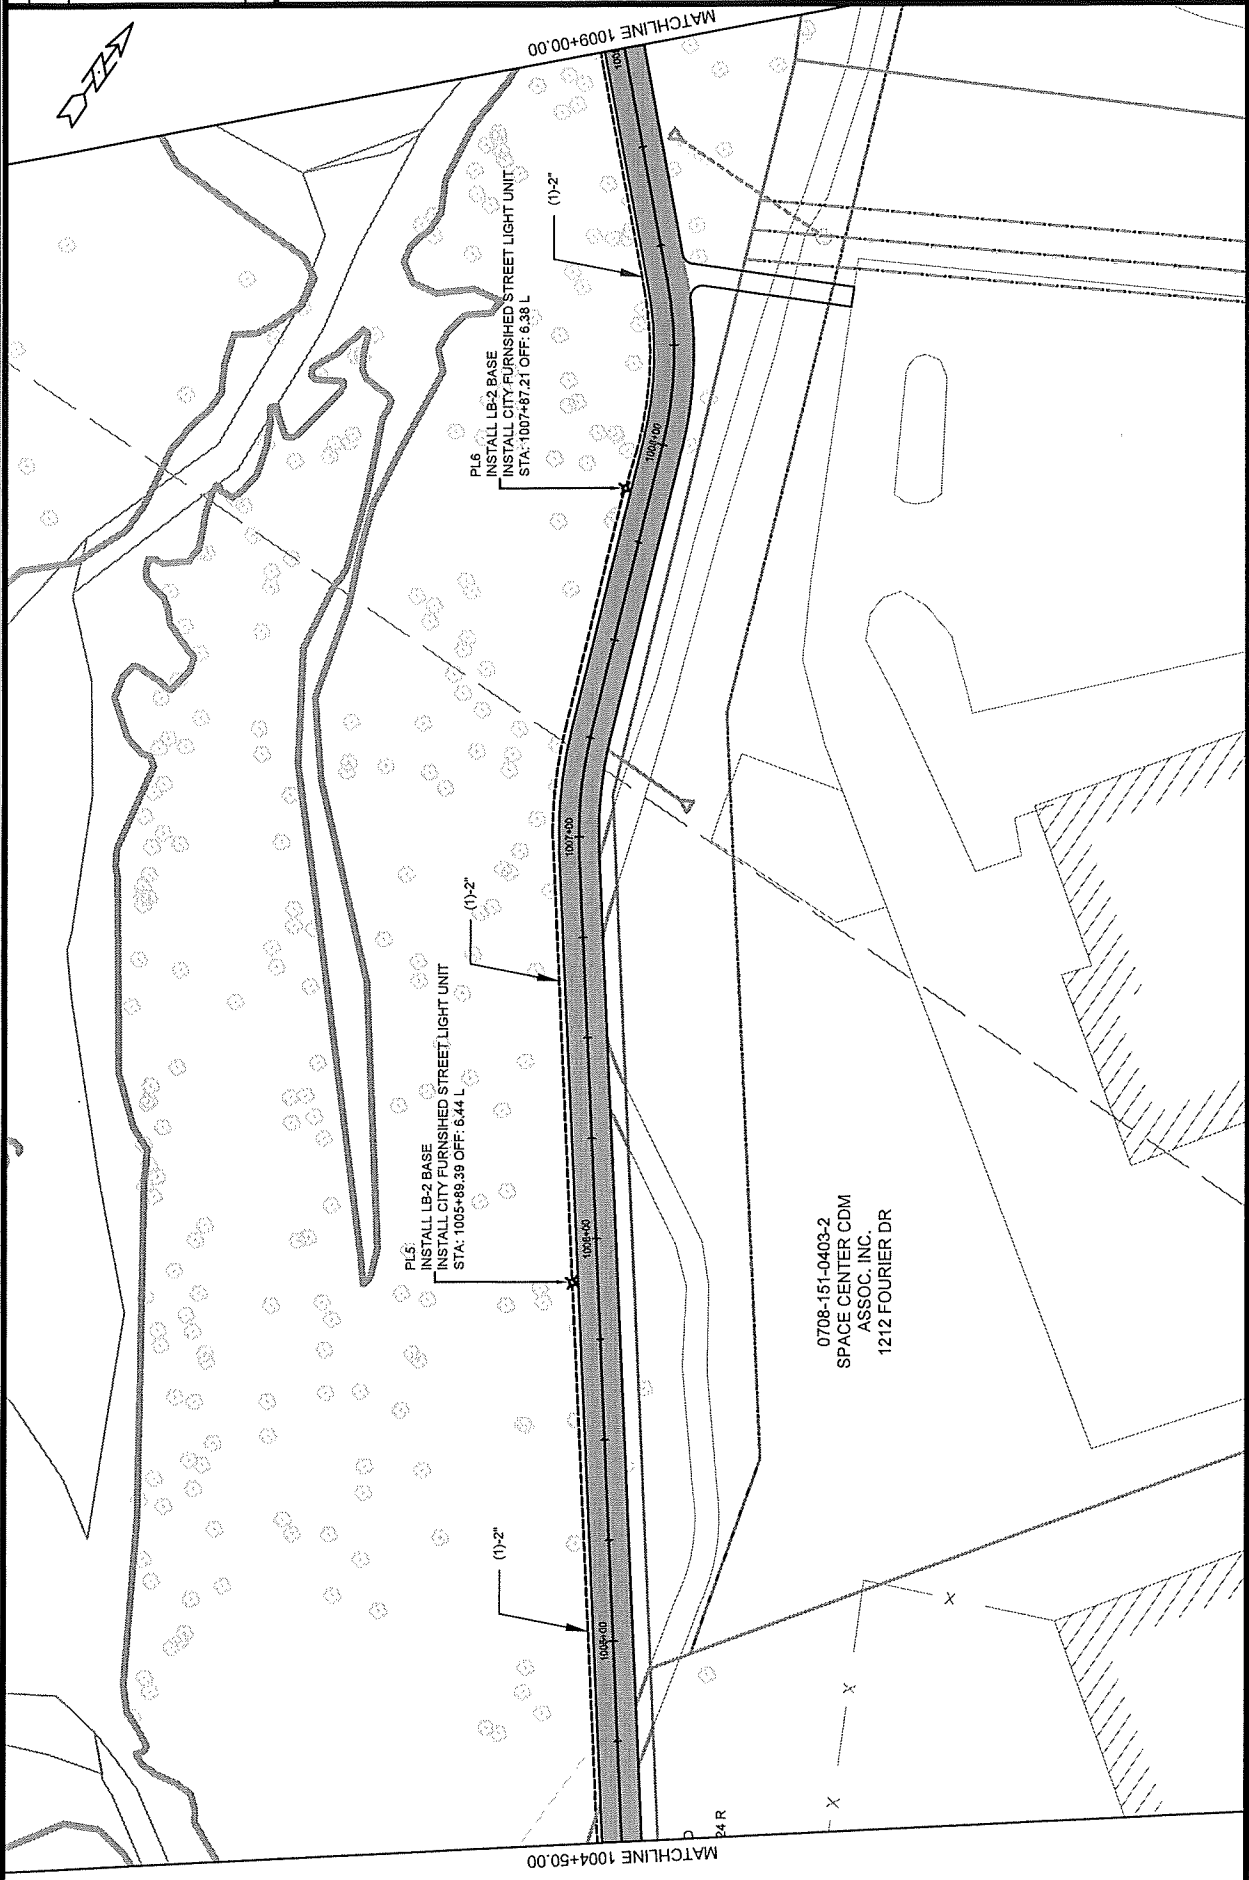 MATCHLINE 1009+00.00
(1)-2"
PL6
INSTALL LB-2 BASE
INSTALL CITY FURNSIHED STREET LIGHT UNIT
STA: 1007+87.21 OFF: 6.38 L
1008+00
1007+00
(1)-2"
PL5
INSTALL LB-2 BASE
INSTALL CITY FURNSIHED STREET LIGHT UNIT
STA: 1005+89.39 OFF: 6.44 L
1006+00
0708-151-0403-2
SPACE CENTER CDM
ASSOC. INC.
1212 FOURIER DR
(1)-2"
1005+00
X
X
X
24 R
MATCHLINE 1004+50.00